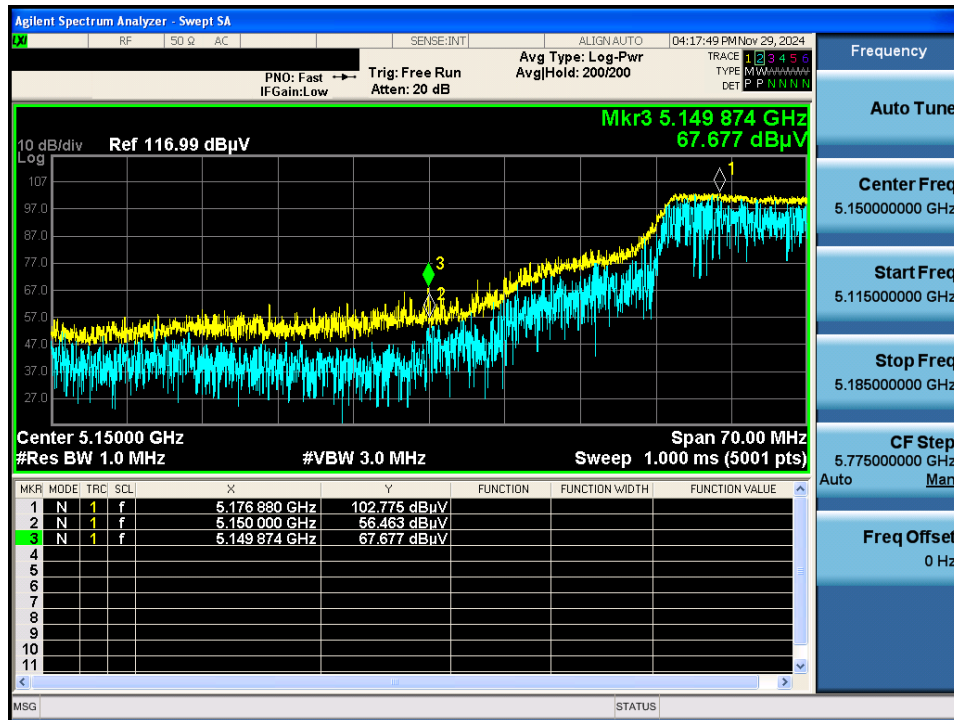 Agilent Spectrum Analyzer - Swept SA
LXI RF 50 Ω AC SENSE:INT ALIGN AUTO 04:17:49 PM Nov 29, 2024
PNO: Fast
IFGain:Low
Trig: Free Run
Atten: 20 dB
Avg Type: Log-Pwr
Avg|Hold: 200/200
TRACE 1 2 3 4 5 6
TYPE M W W W W W
DET P P N N N N
Mkr3 5.149 874 GHz
67.677 dBµV
10 dB/div Ref 116.99 dBµV
Log
107
97.0
87.0
77.0
67.0
57.0
47.0
37.0
27.0
1
3
2
Center 5.15000 GHz Span 70.00 MHz
#Res BW 1.0 MHz #VBW 3.0 MHz Sweep 1.000 ms (5001 pts)
MKR MODE TRC SCL X Y FUNCTION FUNCTION WIDTH FUNCTION VALUE
1 N 1 f 5.176 880 GHz 102.775 dBµV
2 N 1 f 5.150 000 GHz 56.463 dBµV
3 N 1 f 5.149 874 GHz 67.677 dBµV
4
5
6
7
8
9
10
11
MSG STATUS
Frequency
Auto Tune
Center Freq
5.150000000 GHz
Start Freq
5.115000000 GHz
Stop Freq
5.185000000 GHz
CF Step
5.775000000 GHz
Auto Man
Freq Offset
0 Hz